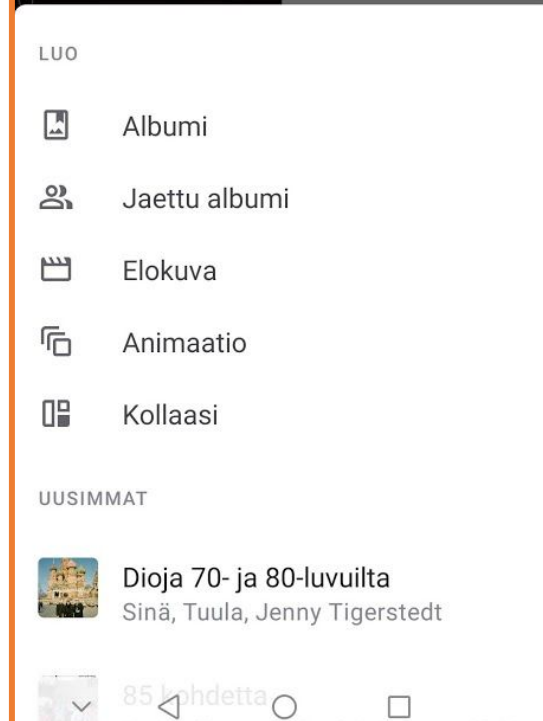 LUO
Albumi
Jaettu albumi
Elokuva
Animaatio
Kollaasi
UUSIMMAT
Dioja 70- ja 80-luvuilta
Sinä, Tuula, Jenny Tigerstedt
85 kohdetta